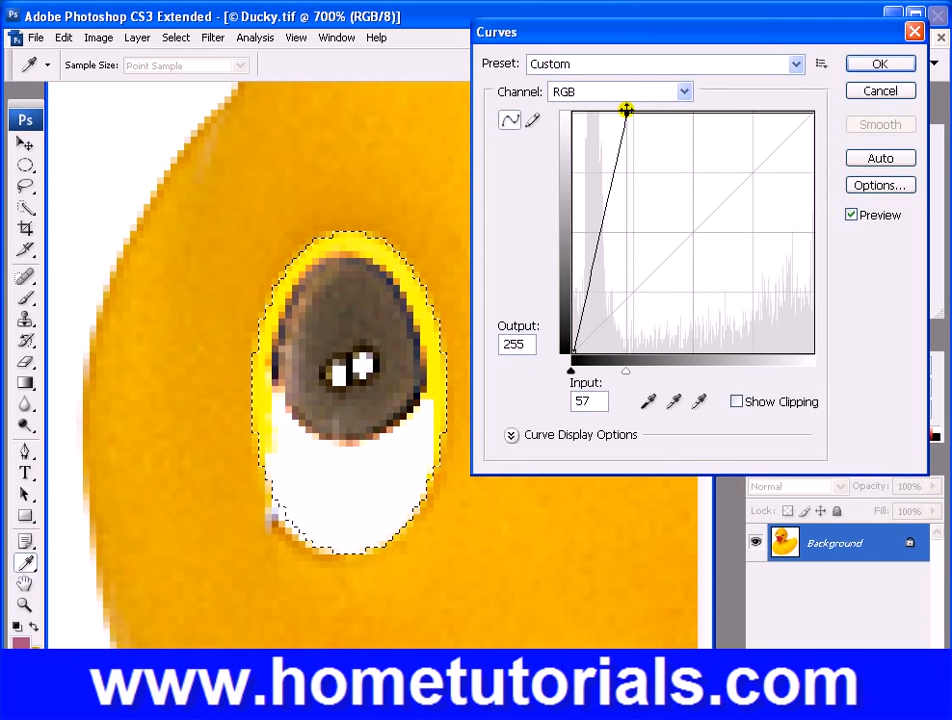 Adobe Photoshop CS3 Extended - [© Ducky.tif @ 700% (RGB/8)]
File Edit Image Layer Select Filter Analysis View Window Help
Sample Size: Point Sample
Ps
T
Curves
Preset: Custom
OK
Channel: RGB
Cancel
Smooth
Auto
Options...
Preview
Output:
255
Input:
57
Show Clipping
Curve Display Options
Normal Opacity: 100%
Lock: Fill: 100%
Background
www.hometutorials.com